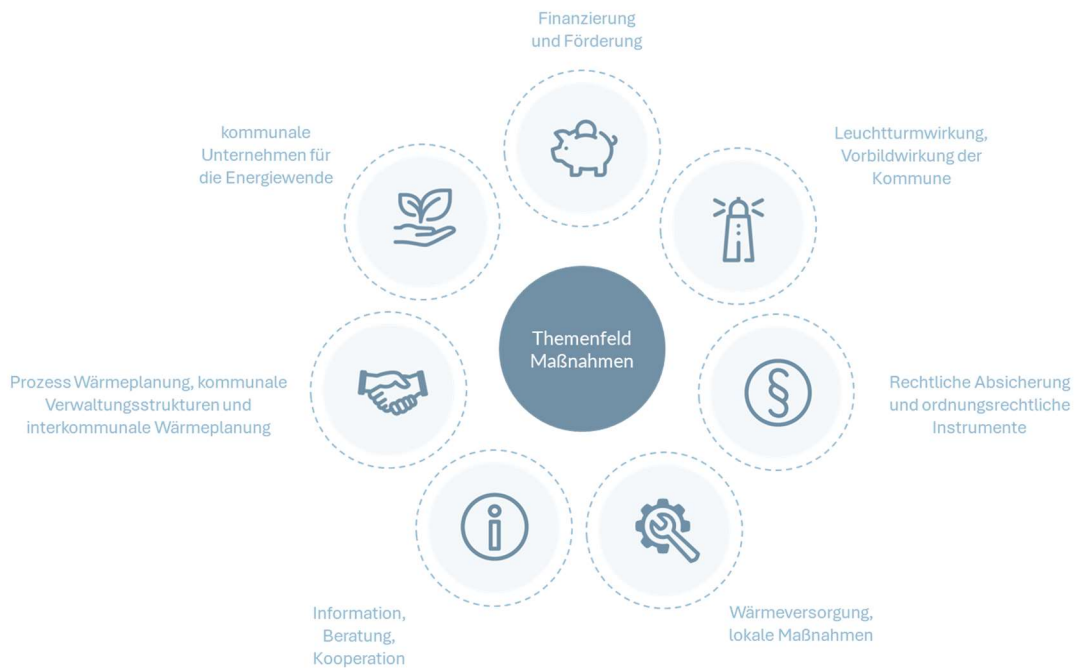 Finanzierung
und Förderung
Leuchtturmwirkung,
Vorbildwirkung der
Kommune
Rechtliche Absicherung
und ordnungsrechtliche
Instrumente
Wärmeversorgung,
lokale Maßnahmen
Information,
Beratung,
Kooperation
Prozess Wärmeplanung, kommunale
Verwaltungsstrukturen und
interkommunale Wärmeplanung
kommunale
Unternehmen für
die Energiewende
Themenfeld
Maßnahmen